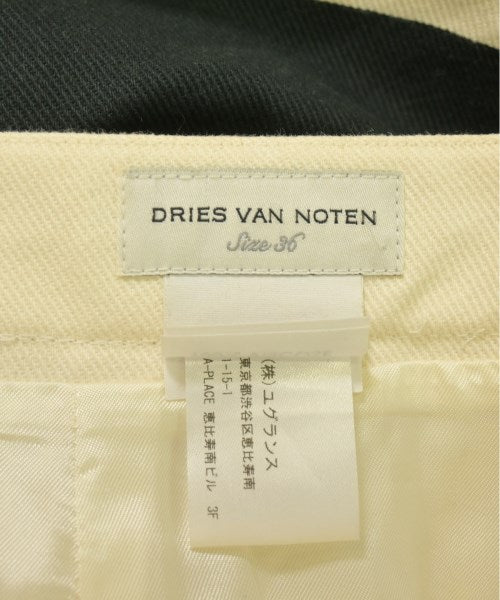 DRIES VAN NOTEN
Size 36
(株)ユグランス
東京都渋谷区恵比寿南
1-15-1
A-PLACE 恵比寿南ビル 3F